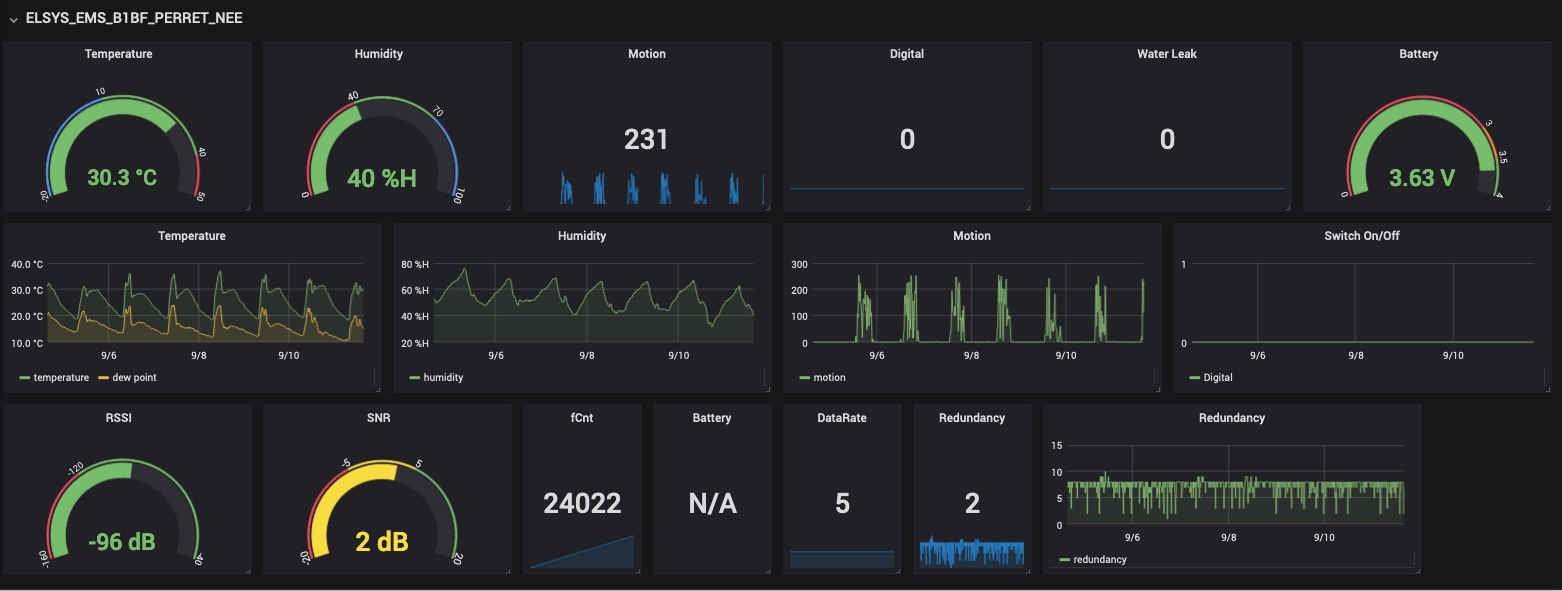 ELSYS_EMS_B1BF_PERRET_NEE
Temperature
10
40
-20
50
30.3 °C
Humidity
40
70
0
100
40 %H
Motion
231
Digital
0
Water Leak
0
Battery
3
3.5
0
4
3.63 V
Temperature
40.0 °C
30.0 °C
20.0 °C
10.0 °C
9/6 9/8 9/10
temperature dew point
Humidity
80 %H
60 %H
40 %H
20 %H
9/6 9/8 9/10
humidity
Motion
300
200
100
0
9/6 9/8 9/10
motion
Switch On/Off
1
0
9/6 9/8 9/10
Digital
RSSI
-120
-96 dB
SNR
-5
5
-20
20
2 dB
fCnt
24022
Battery
N/A
DataRate
5
Redundancy
2
Redundancy
15
10
5
0
9/6 9/8 9/10
redundancy